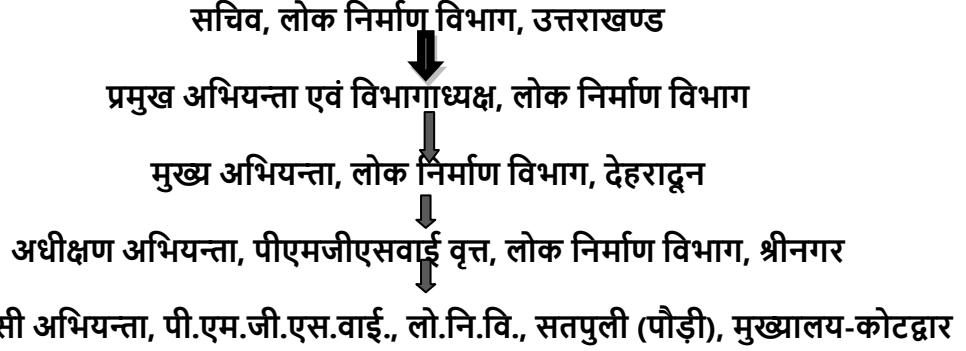 सचिव, लोक निर्माण विभाग, उत्तराखण्ड
प्रमुख अभियन्ता एवं विभागाध्यक्ष, लोक निर्माण विभाग
मुख्य अभियन्ता, लोक निर्माण विभाग, देहरादून
अधीक्षण अभियन्ता, पीएमजीएसवाई वृत्त, लोक निर्माण विभाग, श्रीनगर
अभियन्ता, पी.एम.जी.एस.वाई., लो.नि.वि., सतपुली (पौड़ी), मुख्यालय-कोटद्वार